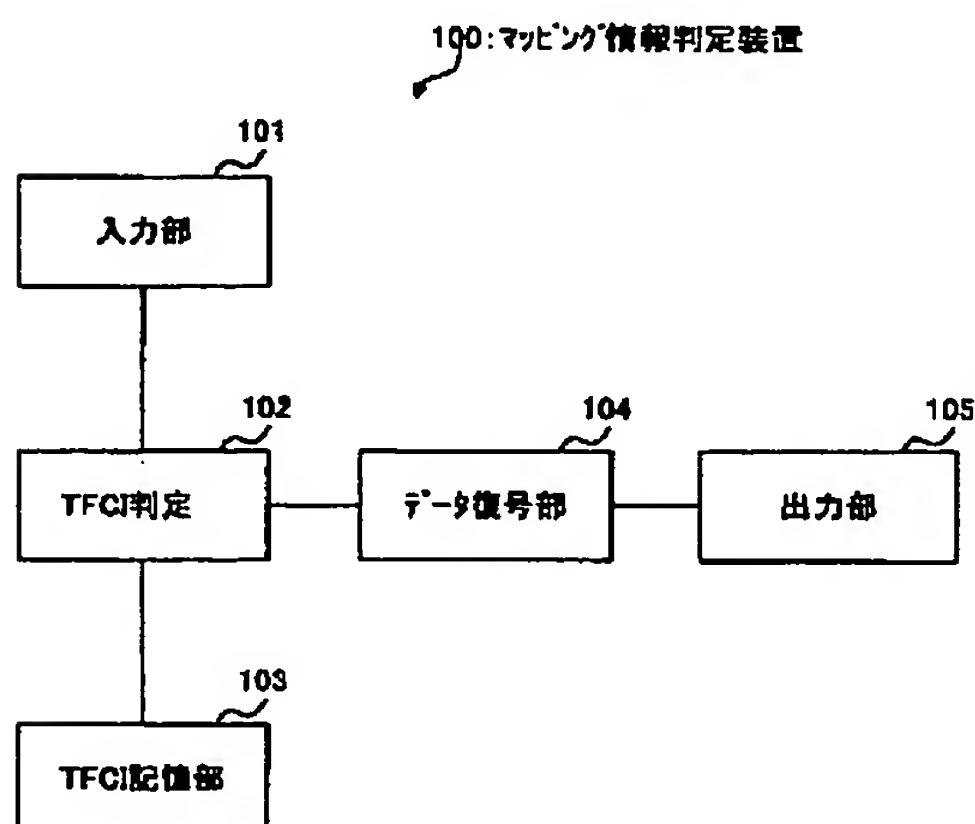 100:マッピング情報判定装置
101
入力部
102
TFCI判定
104
データ復号部
105
出力部
103
TFCI記憶部